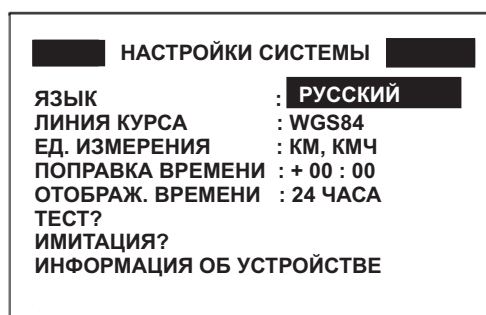 НАСТРОЙКИ СИСТЕМЫ
ЯЗЫК : РУССКИЙ
ЛИНИЯ КУРСА : WGS84
ЕД. ИЗМЕРЕНИЯ : КМ, КМЧ
ПОПРАВКА ВРЕМЕНИ : + 00 : 00
ОТОБРАЖ. ВРЕМЕНИ : 24 ЧАСА
ТЕСТ?
ИМИТАЦИЯ?
ИНФОРМАЦИЯ ОБ УСТРОЙСТВЕ